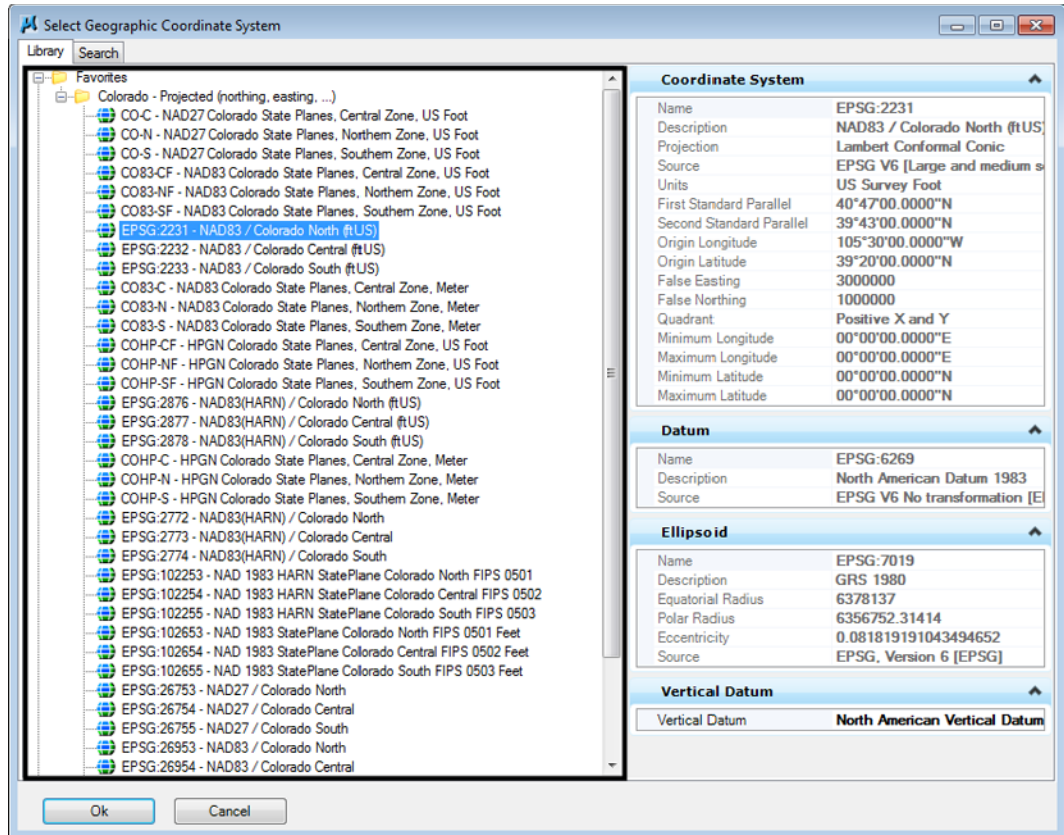 Select Geographic Coordinate System
Library Search
Favorites
Colorado - Projected (northing, easting, ...)
CO-C - NAD27 Colorado State Planes, Central Zone, US Foot
CO-N - NAD27 Colorado State Planes, Northern Zone, US Foot
CO-S - NAD27 Colorado State Planes, Southern Zone, US Foot
CO83-CF - NAD83 Colorado State Planes, Central Zone, US Foot
CO83-NF - NAD83 Colorado State Planes, Northern Zone, US Foot
CO83-SF - NAD83 Colorado State Planes, Southern Zone, US Foot
EPSG:2231 - NAD83 / Colorado North (ftUS)
EPSG:2232 - NAD83 / Colorado Central (ftUS)
EPSG:2233 - NAD83 / Colorado South (ftUS)
CO83-C - NAD83 Colorado State Planes, Central Zone, Meter
CO83-N - NAD83 Colorado State Planes, Northern Zone, Meter
CO83-S - NAD83 Colorado State Planes, Southern Zone, Meter
COHP-CF - HPGN Colorado State Planes, Central Zone, US Foot
COHP-NF - HPGN Colorado State Planes, Northern Zone, US Foot
COHP-SF - HPGN Colorado State Planes, Southern Zone, US Foot
EPSG:2876 - NAD83(HARN) / Colorado North (ftUS)
EPSG:2877 - NAD83(HARN) / Colorado Central (ftUS)
EPSG:2878 - NAD83(HARN) / Colorado South (ftUS)
COHP-C - HPGN Colorado State Planes, Central Zone, Meter
COHP-N - HPGN Colorado State Planes, Northern Zone, Meter
COHP-S - HPGN Colorado State Planes, Southern Zone, Meter
EPSG:2772 - NAD83(HARN) / Colorado North
EPSG:2773 - NAD83(HARN) / Colorado Central
EPSG:2774 - NAD83(HARN) / Colorado South
EPSG:102253 - NAD 1983 HARN StatePlane Colorado North FIPS 0501
EPSG:102254 - NAD 1983 HARN StatePlane Colorado Central FIPS 0502
EPSG:102255 - NAD 1983 HARN StatePlane Colorado South FIPS 0503
EPSG:102653 - NAD 1983 StatePlane Collorado North FIPS 0501 Feet
EPSG:102654 - NAD 1983 StatePlane Colorado Central FIPS 0502 Feet
EPSG:102655 - NAD 1983 StatePlane Colorado South FIPS 0503 Feet
EPSG:26753 - NAD27 / Colorado North
EPSG:26754 - NAD27 / Colorado Central
EPSG:26755 - NAD27 / Colorado South
EPSG:26953 - NAD83 / Colorado North
EPSG:26954 - NAD83 / Colorado Central
Coordinate System
Name EPSG:2231
Description NAD83 / Colorado North (ftUS)
Projection Lambert Conformal Conic
Source EPSG V6 [Large and medium s
Units US Survey Foot
First Standard Parallel 40°47'00.0000"N
Second Standard Parallel 39°43'00.0000"N
Origin Longitude 105°30'00.0000"W
Origin Latitude 39°20'00.0000"N
False Easting 3000000
False Northing 1000000
Quadrant Positive X and Y
Minimum Longitude 00°00'00.0000"E
Maximum Longitude 00°00'00.0000"E
Minimum Latitude 00°00'00.0000"N
Maximum Latitude 00°00'00.0000"N
Datum
Name EPSG:6269
Description North American Datum 1983
Source EPSG V6 No transformation [E
Ellipsoid
Name EPSG:7019
Description GRS 1980
Equatorial Radius 6378137
Polar Radius 6356752.31414
Eccentricity 0.081819191043494652
Source EPSG, Version 6 [EPSG]
Vertical Datum
Vertical Datum North American Vertical Datum
Ok Cancel